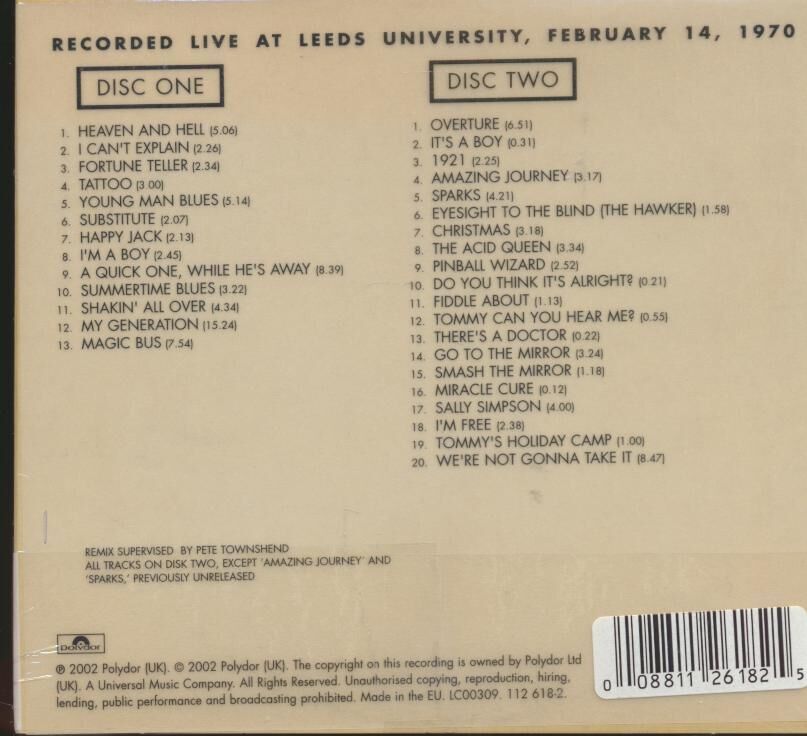 RECORDED LIVE AT LEEDS UNIVERSITY, FEBRUARY 14, 1970
DISC ONE
1. HEAVEN AND HELL (5.06)
2. I CAN'T EXPLAIN (2.26)
3. FORTUNE TELLER (2.34)
4. TATTOO (3.00)
5. YOUNG MAN BLUES (5.14)
6. SUBSTITUTE (2.07)
7. HAPPY JACK (2.13)
8. I'M A BOY (2.45)
9. A QUICK ONE, WHILE HE'S AWAY (8.39)
10. SUMMERTIME BLUES (3.22)
11. SHAKIN' ALL OVER (4.34)
12. MY GENERATION (15.24)
13. MAGIC BUS (7.54)
DISC TWO
1. OVERTURE (6.51)
2. IT'S A BOY (0.31)
3. 1921 (2.25)
4. AMAZING JOURNEY (3.17)
5. SPARKS (4.21)
6. EYESIGHT TO THE BLIND (THE HAWKER) (1.58)
7. CHRISTMAS (3.18)
8. THE ACID QUEEN (3.34)
9. PINBALL WIZARD (2.52)
10. DO YOU THINK IT'S ALRIGHT? (0.21)
11. FIDDLE ABOUT (1.13)
12. TOMMY CAN YOU HEAR ME? (0.55)
13. THERE'S A DOCTOR (0.22)
14. GO TO THE MIRROR (3.24)
15. SMASH THE MIRROR (1.18)
16. MIRACLE CURE (0.12)
17. SALLY SIMPSON (4.00)
18. I'M FREE (2.38)
19. TOMMY'S HOLIDAY CAMP (1.00)
20. WE'RE NOT GONNA TAKE IT (8.47)
REMIX SUPERVISED BY PETE TOWNSHEND
ALL TRACKS ON DISK TWO, EXCEPT 'AMAZING JOURNEY' AND
'SPARKS,' PREVIOUSLY UNRELEASED
Polydor
℗ 2002 Polydor (UK). © 2002 Polydor (UK). The copyright on this recording is owned by Polydor Ltd
(UK). A Universal Music Company. All Rights Reserved. Unauthorised copying, reproduction, hiring,
lending, public performance and broadcasting prohibited. Made in the EU. LC00309. 112 618-2.
0 08811 26182 5